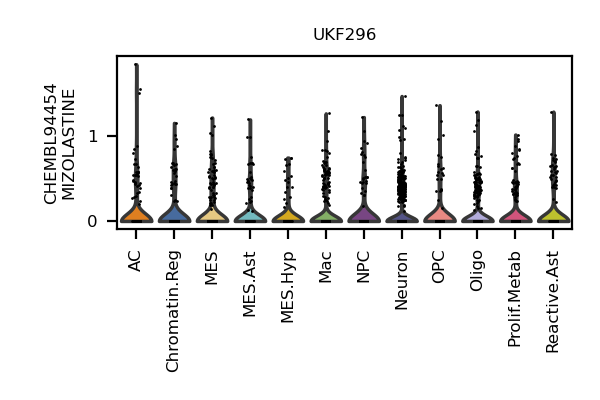 UKF296
CHEMBL94454
MIZOLASTINE
1
0
AC
Chromatin.Reg
MES
MES.Ast
MES.Hyp
Mac
NPC
Neuron
OPC
Oligo
Prolif.Metab
Reactive.Ast